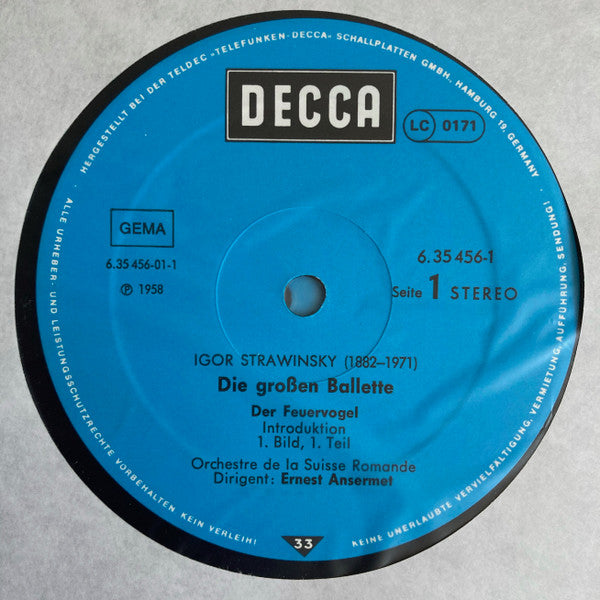 HERGESTELLT BEI DER TELDEC »TELEFUNKEN-DECCA« SCHALLPLATTEN GMBH., HAMBURG 19, GERMANY
DECCA
LC 0171
GEMA
6.35 456-01-1
Ⓟ 1958
6.35 456-1
Seite 1 STEREO
IGOR STRAWINSKY (1882–1971)
Die großen Ballette
Der Feuervogel
Introduktion
1. Bild, 1. Teil
Orchestre de la Suisse Romande
Dirigent: Ernest Ansermet
33
ALLE URHEBER- UND LEISTUNGSSCHUTZRECHTE VORBEHALTEN KEIN VERLEIH!
KEINE UNERLAUBTE VERVIELFÄLTIGUNG, VERMIETUNG, AUFFÜHRUNG, SENDUNG!